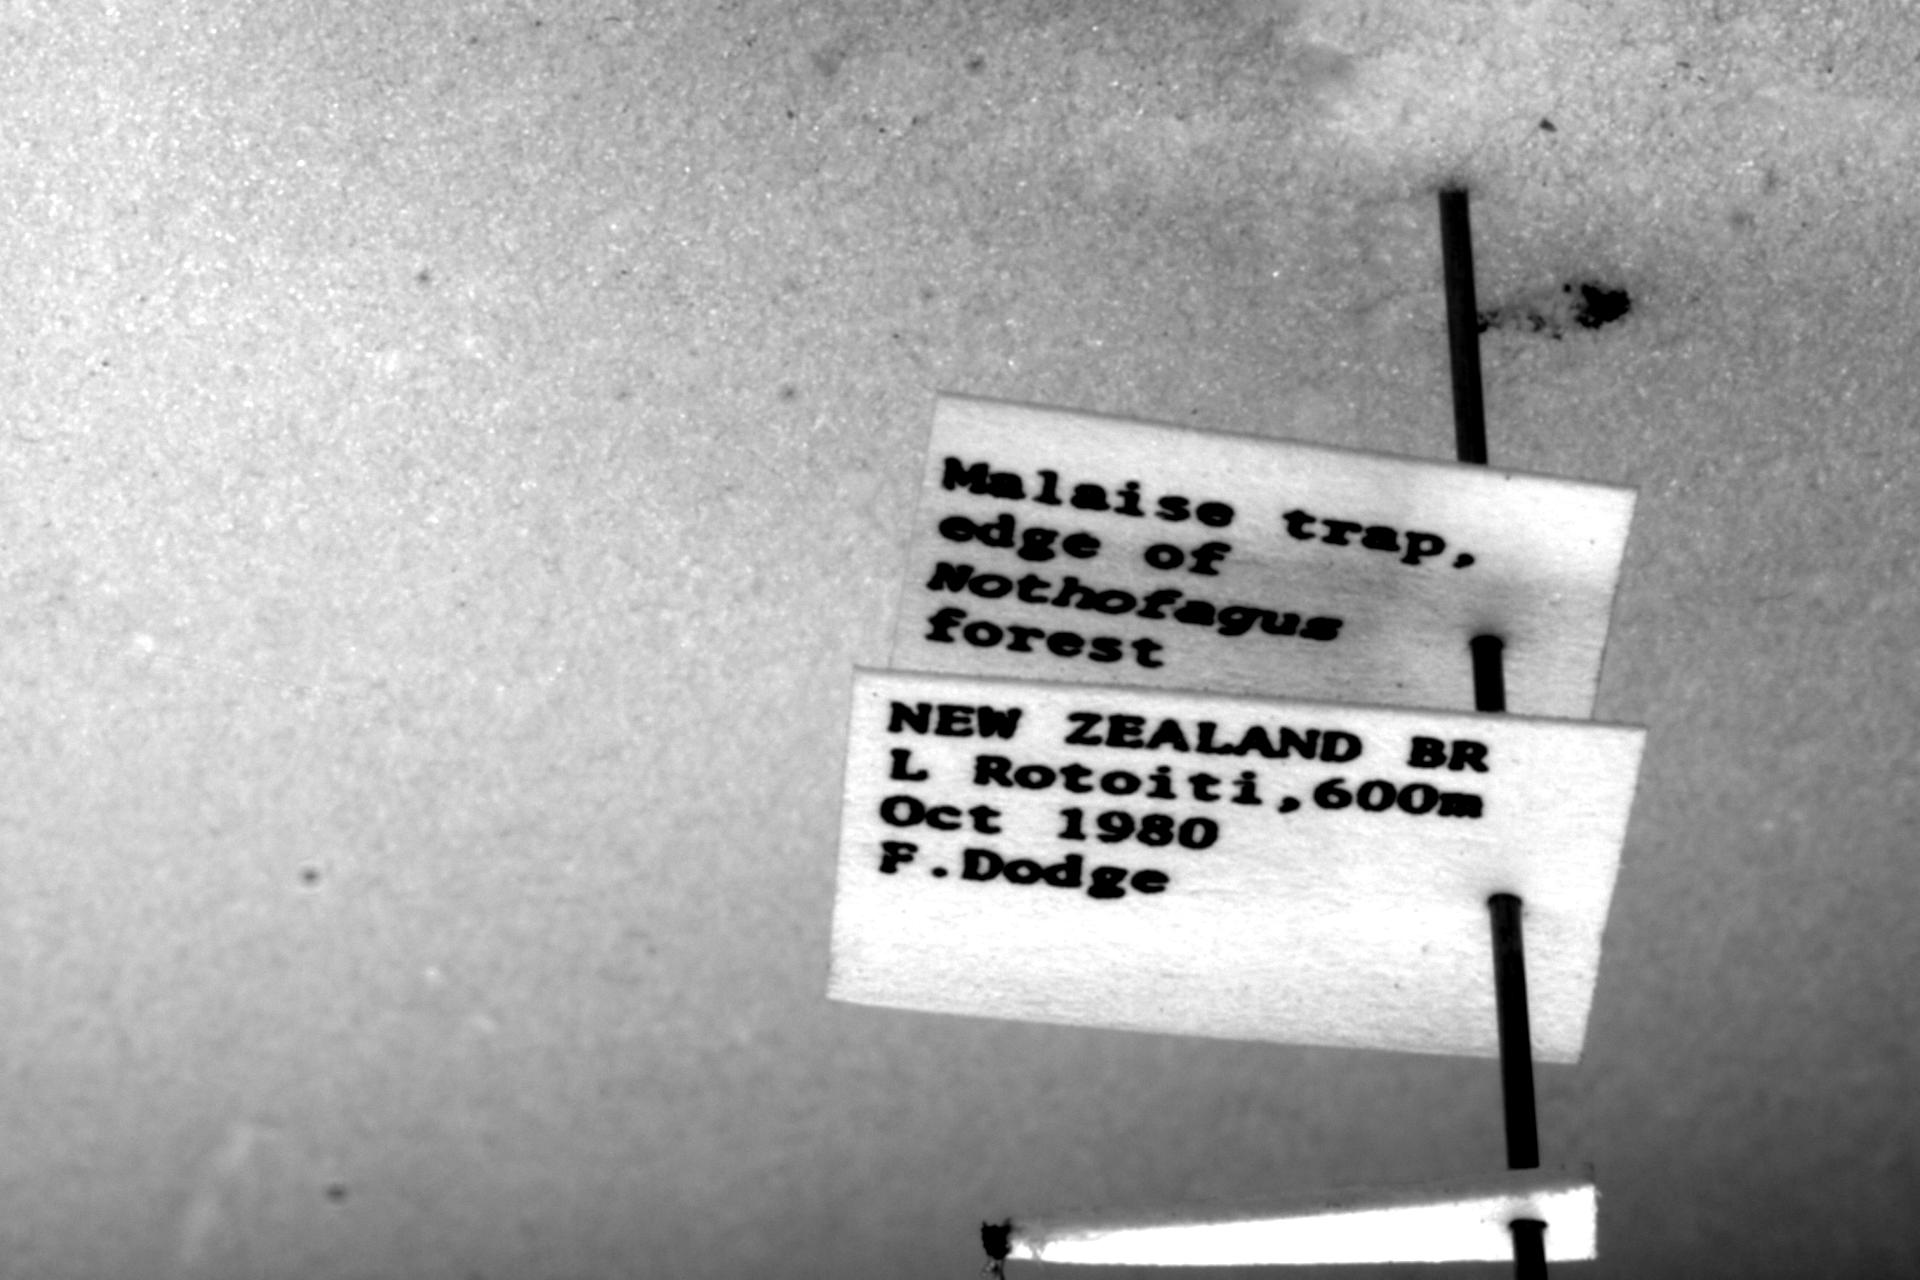 Malaise trap,
edge of
Nothofagus
forest
NEW ZEALAND BR
L Rotoiti,600m
Oct 1980
F.Dodge